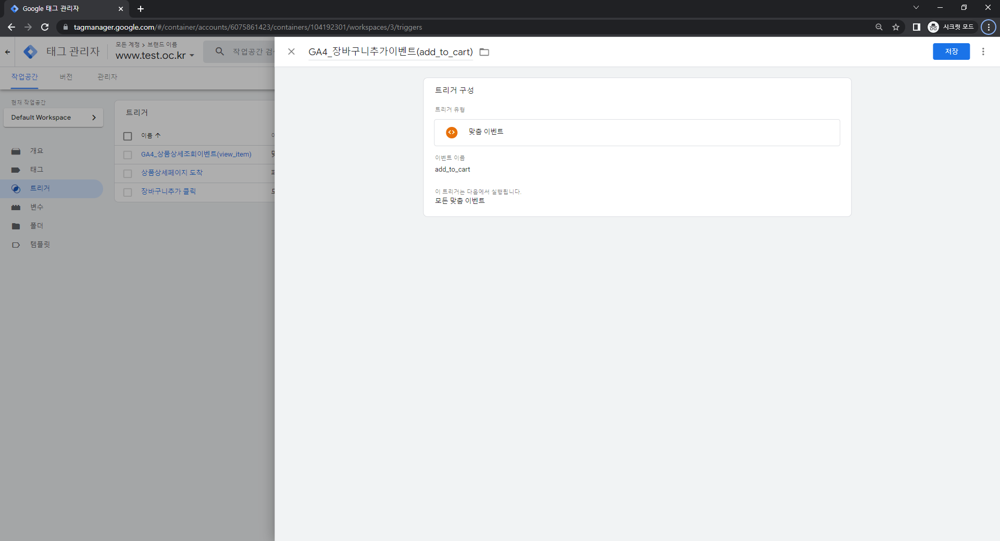 Google 태그 관리자
tagmanager.google.com/#/container/accounts/6075861423/containers/104192301/workspaces/3/triggers
시크릿 모드
태그 관리자
모든 계정 > 브랜드 이름
www.test.oc.kr
작업공간 검
GA4_장바구니추가이벤트(add_to_cart)
저장
작업공간
버전
관리자
현재 작업공간
Default Workspace
개요
태그
트리거
변수
폴더
템플릿
트리거
이름
GA4_상품상세조회이벤트(view_item)
상품상세페이지 도착
장바구니추가 클릭
트리거 구성
트리거 유형
맞춤 이벤트
이벤트 이름
add_to_cart
이 트리거는 다음에서 실행됩니다.
모든 맞춤 이벤트